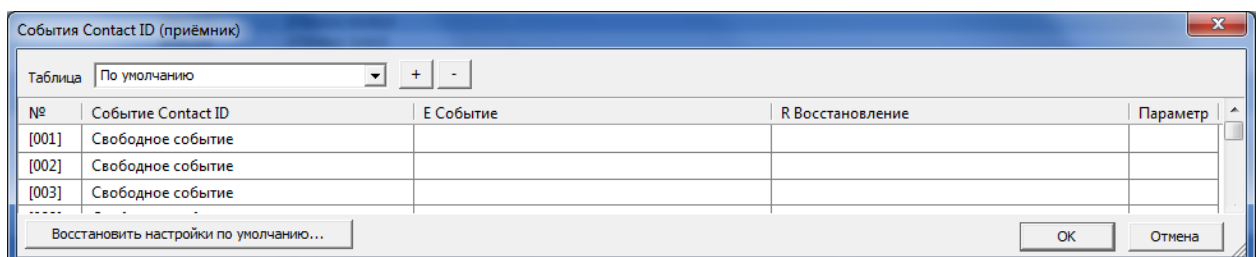 События Contact ID (приёмник)
Таблица По умолчанию + -
№ Событие Contact ID E Событие R Восстановление Параметр
[001] Свободное событие
[002] Свободное событие
[003] Свободное событие
Восстановить настройки по умолчанию... OK Отмена